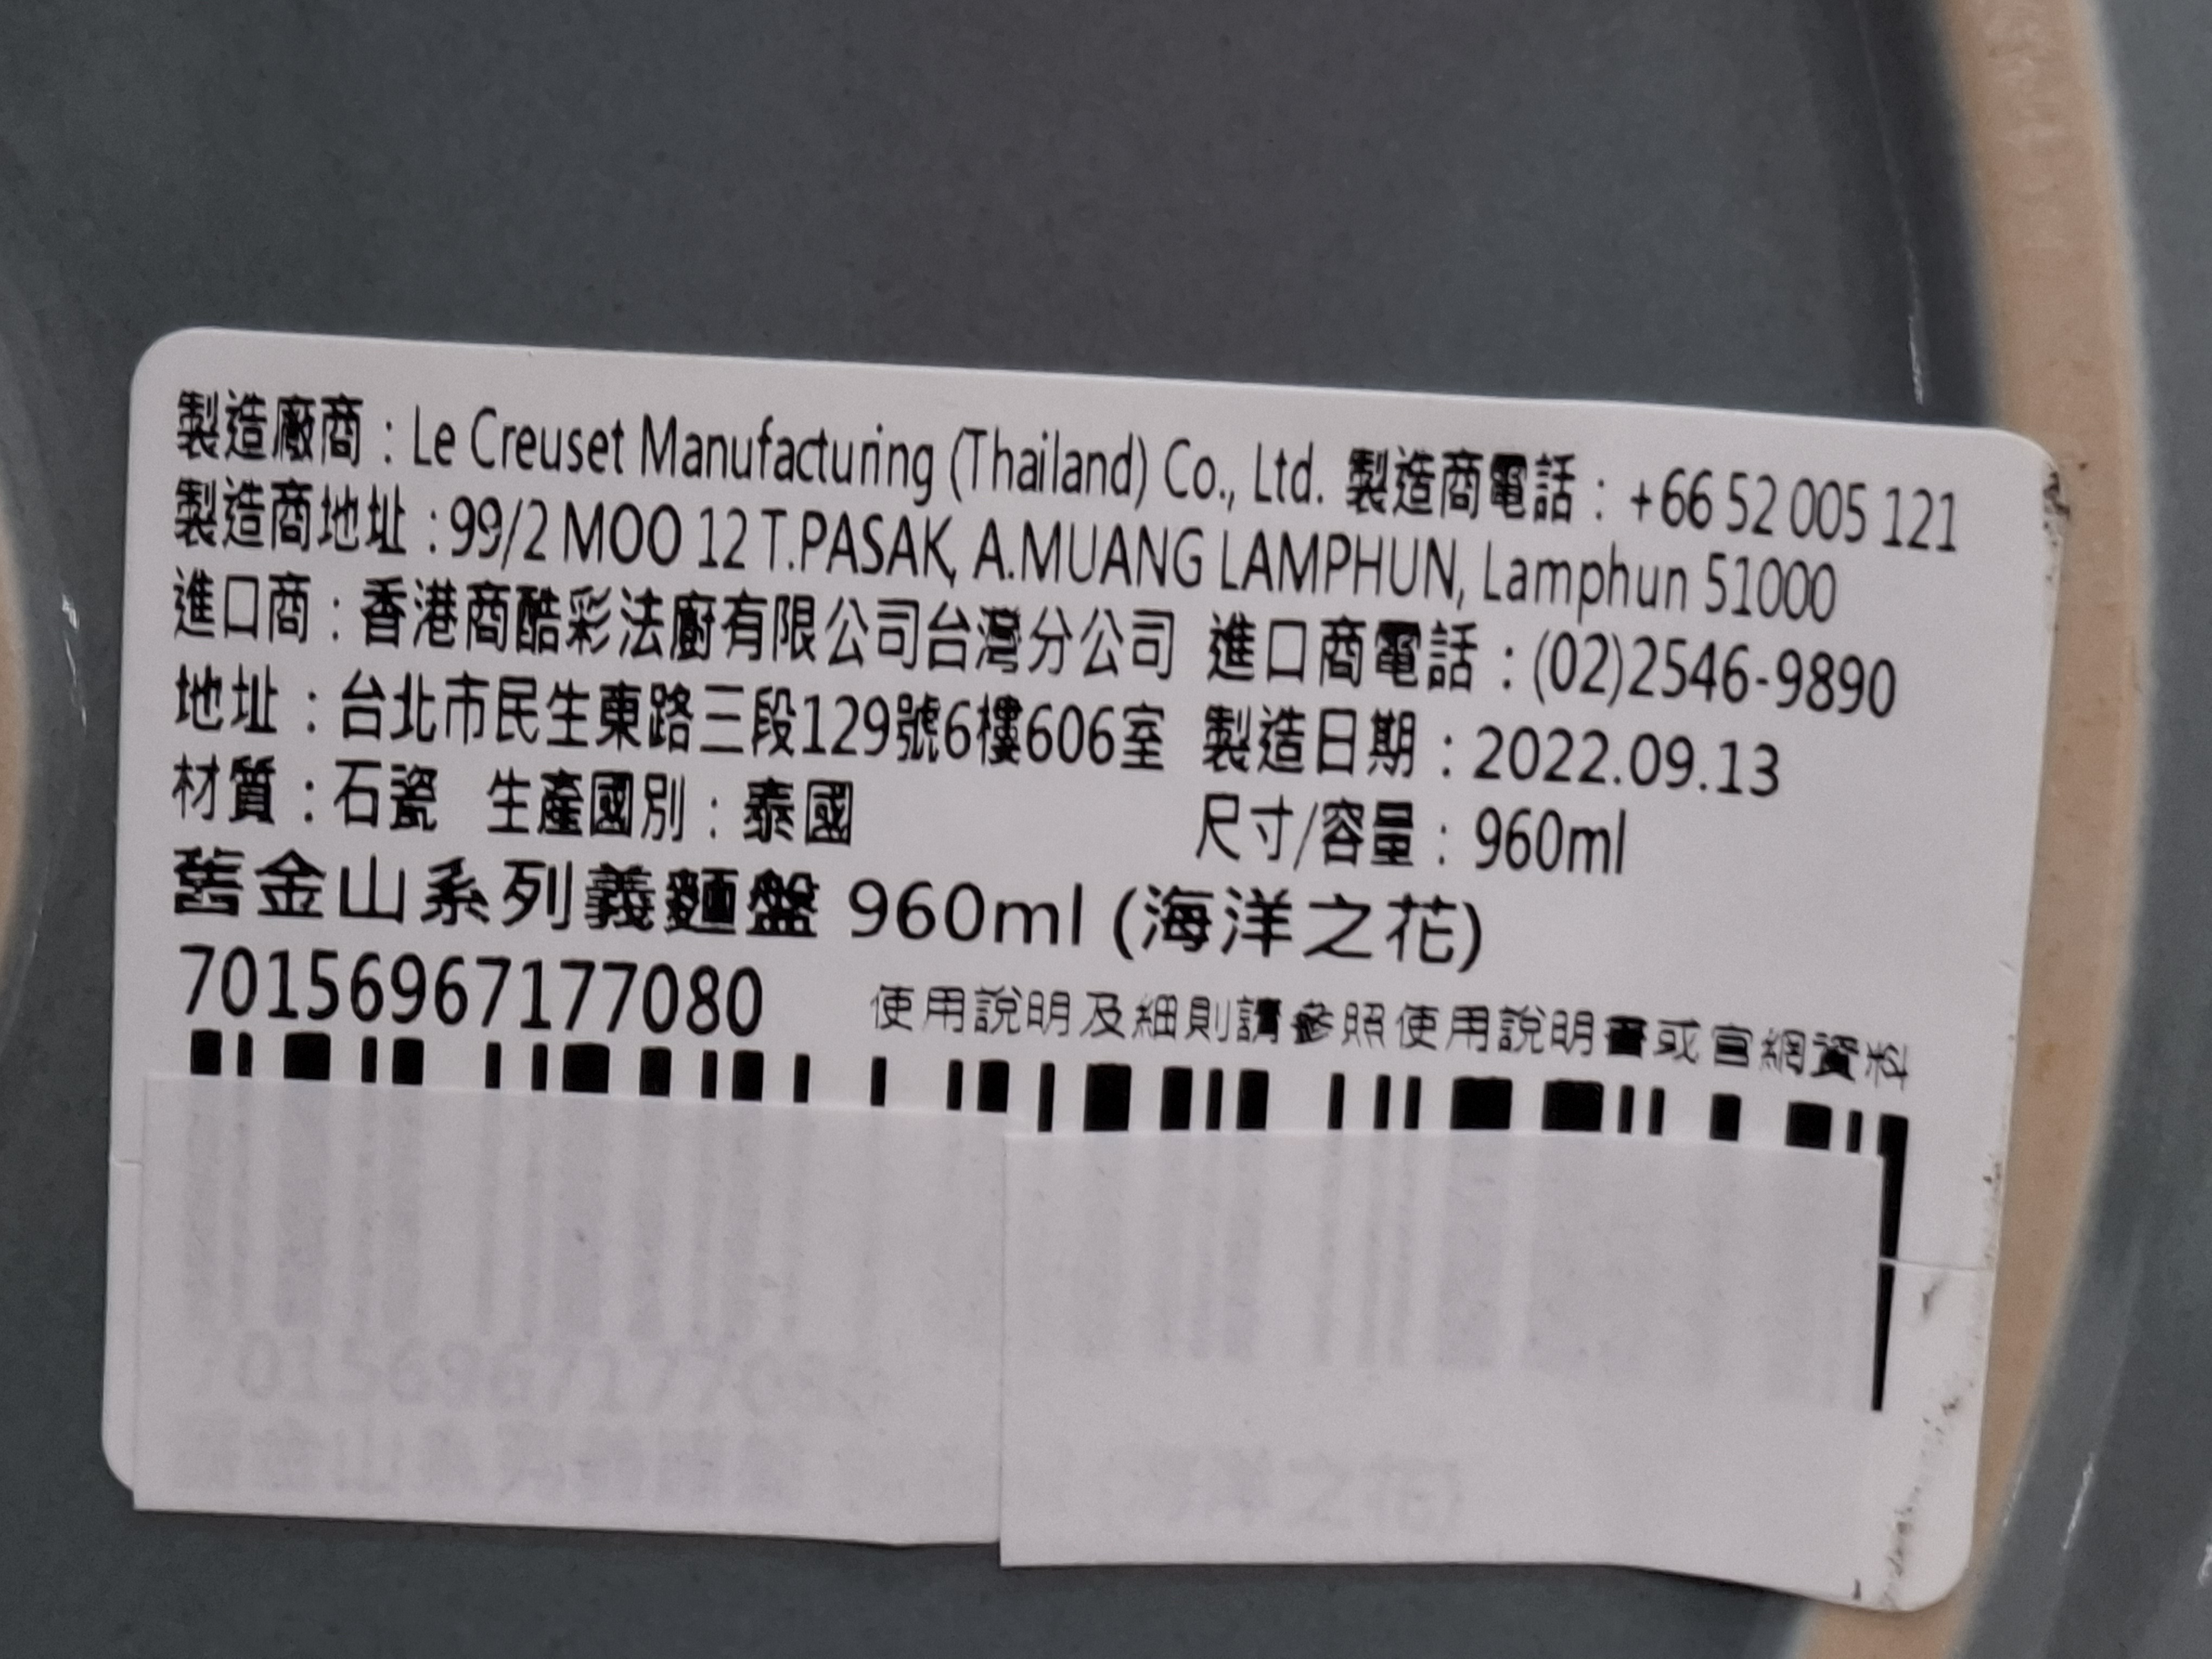 製造廠商：Le Creuset Manufacturing (Thailand) Co., Ltd. 製造商電話：+66 52 005 121
製造商地址：99/2 MOO 12 T.PASAK, A.MUANG LAMPHUN, Lamphun 51000
進口商：香港商酷彩法廚有限公司台灣分公司 進口商電話：(02)2546-9890
地址：台北市民生東路三段129號6樓606室 製造日期：2022.09.13
材質：石瓷 生產國別：泰國 尺寸/容量：960ml
舊金山系列義麵盤 960ml (海洋之花)
70156967177080 使用說明及細則請參照使用說明書或官網資料